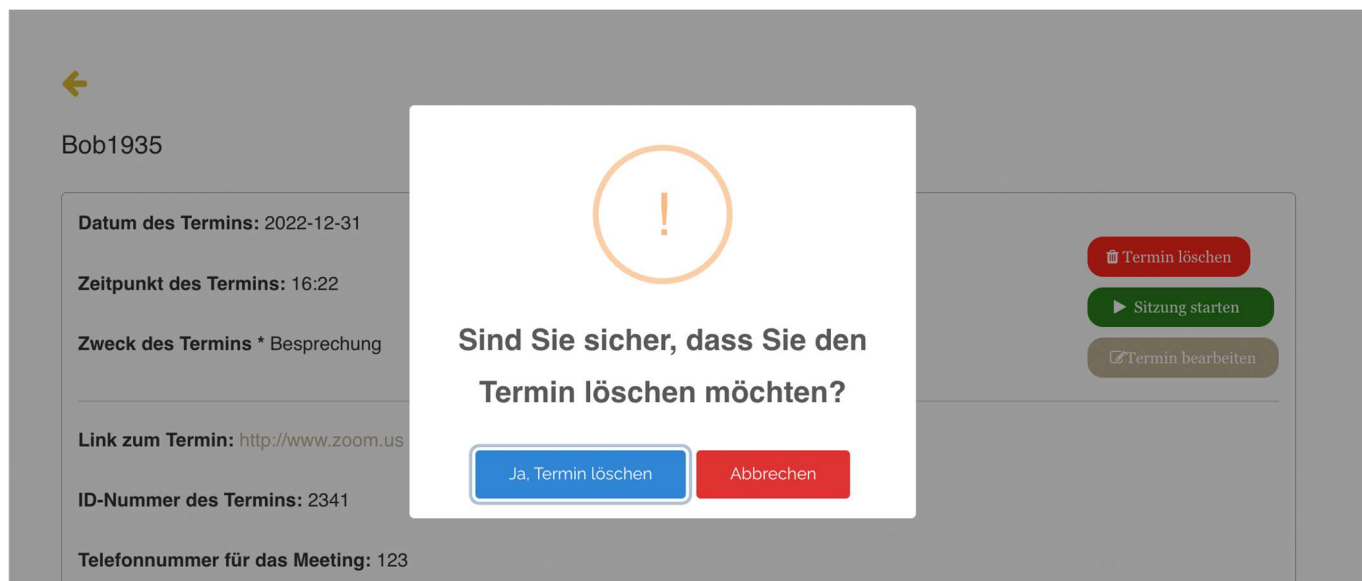 Bob1935
Datum des Termins: 2022-12-31
Zeitpunkt des Termins: 16:22
Zweck des Termins * Besprechung
Link zum Termin: http://www.zoom.us
ID-Nummer des Termins: 2341
Telefonnummer für das Meeting: 123
Termin löschen
Sitzung starten
Termin bearbeiten
!
Sind Sie sicher, dass Sie den
Termin löschen möchten?
Ja, Termin löschen
Abbrechen